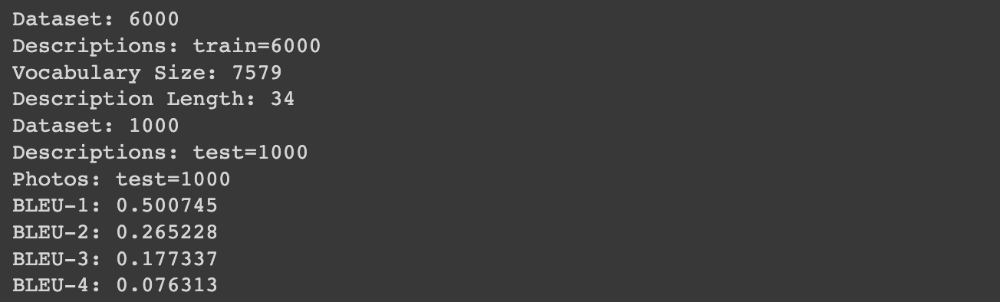 Dataset: 6000
Descriptions: train=6000
Vocabulary Size: 7579
Description Length: 34
Dataset: 1000
Descriptions: test=1000
Photos: test=1000
BLEU-1: 0.500745
BLEU-2: 0.265228
BLEU-3: 0.177337
BLEU-4: 0.076313